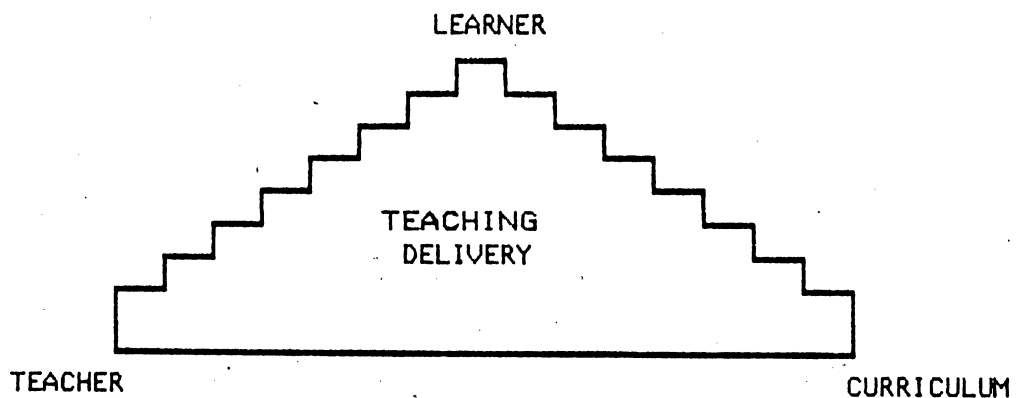 LEARNER
TEACHING
DELIVERY
TEACHER
CURRICULUM